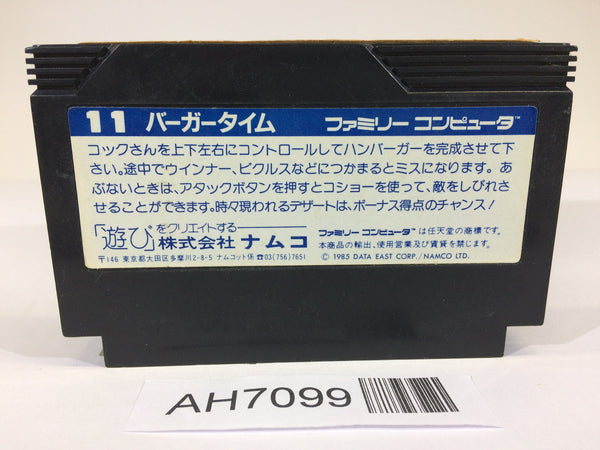 11 バーガータイム ファミリー コンピュータ™
コックさんを上下左右にコントロールしてハンバーガーを完成させて下
さい。途中でウインナー、ピクルスなどにつかまるとミスになります。あ
ぶないときは、アタックボタンを押すとコショーを使って、敵をしびれさ
せることができます。時々現われるデザートは、ボーナス得点のチャンス!
「遊び」をクリエイトする
株式会社 ナムコ
〒146 東京都大田区多摩川2-8-5 ナムコット係 ☎03(756)7651
ファミリー コンピュータ™ は任天堂の商標です。
本商品の輸出、使用営業及び賃貸を禁じます。
© 1985 DATA EAST CORP./NAMCO LTD.
AH7099